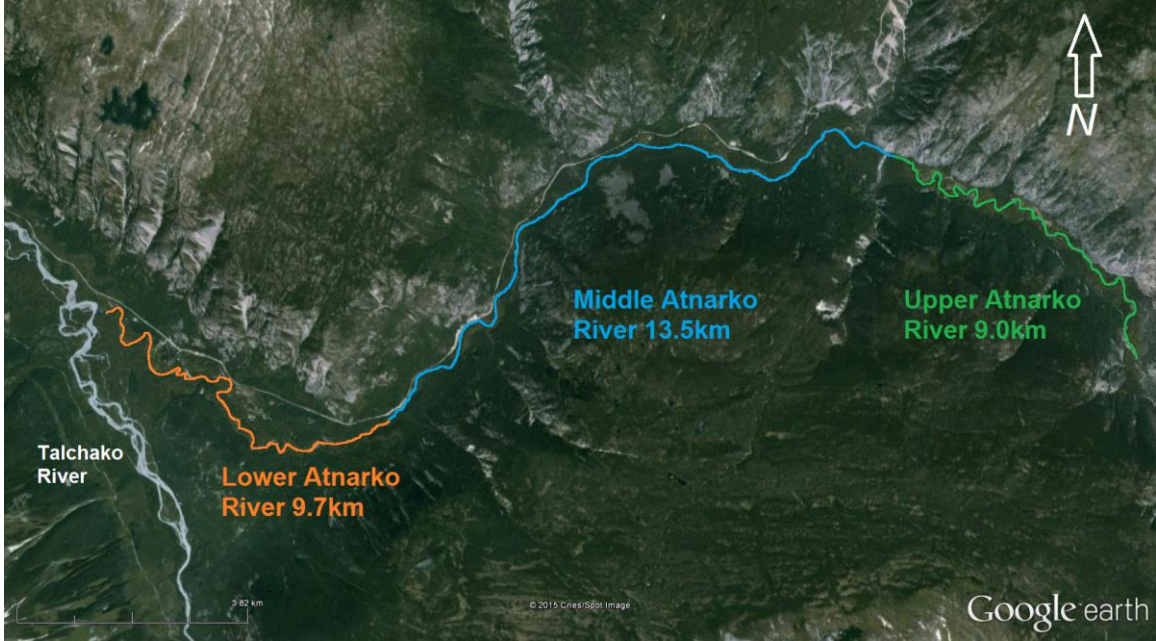 N
Middle Atnarko
River 13.5km
Upper Atnarko
River 9.0km
Talchako
River
Lower Atnarko
River 9.7km
3.82 km
© 2015 Cnes/Spot Image
Google earth